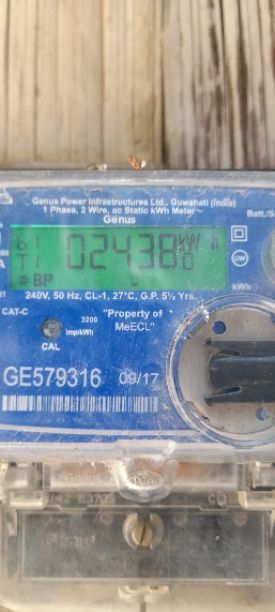 Genus Power Infrastructures Ltd., Guwahati (India)
1 Phase, 2 Wire, ac Static kWh Meter ~
Genus
Batt./S
02438
kW
BP
kWh
240V, 50 Hz, CL-1, 27°C, G.P. 5½ Yrs.
CAT-C
3200
imp/kWh
CAL
"Property of
MeECL"
GE579316 09/17